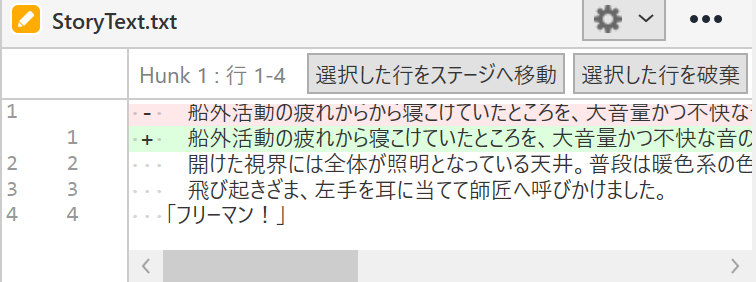 StoryText.txt
Hunk 1 : 行 1-4 選択した行をステージへ移動 選択した行を破棄
1 - 船外活動の疲れからから寝こけていたところを、大音量かつ不快な
1 + 船外活動の疲れから寝こけていたところを、大音量かつ不快な音の
2 2 開けた視界には全体が照明となっている天井。普段は暖色系の色
3 3 飛び起きざま、左手を耳に当てて師匠へ呼びかけました。
4 4 「フリーマン！」